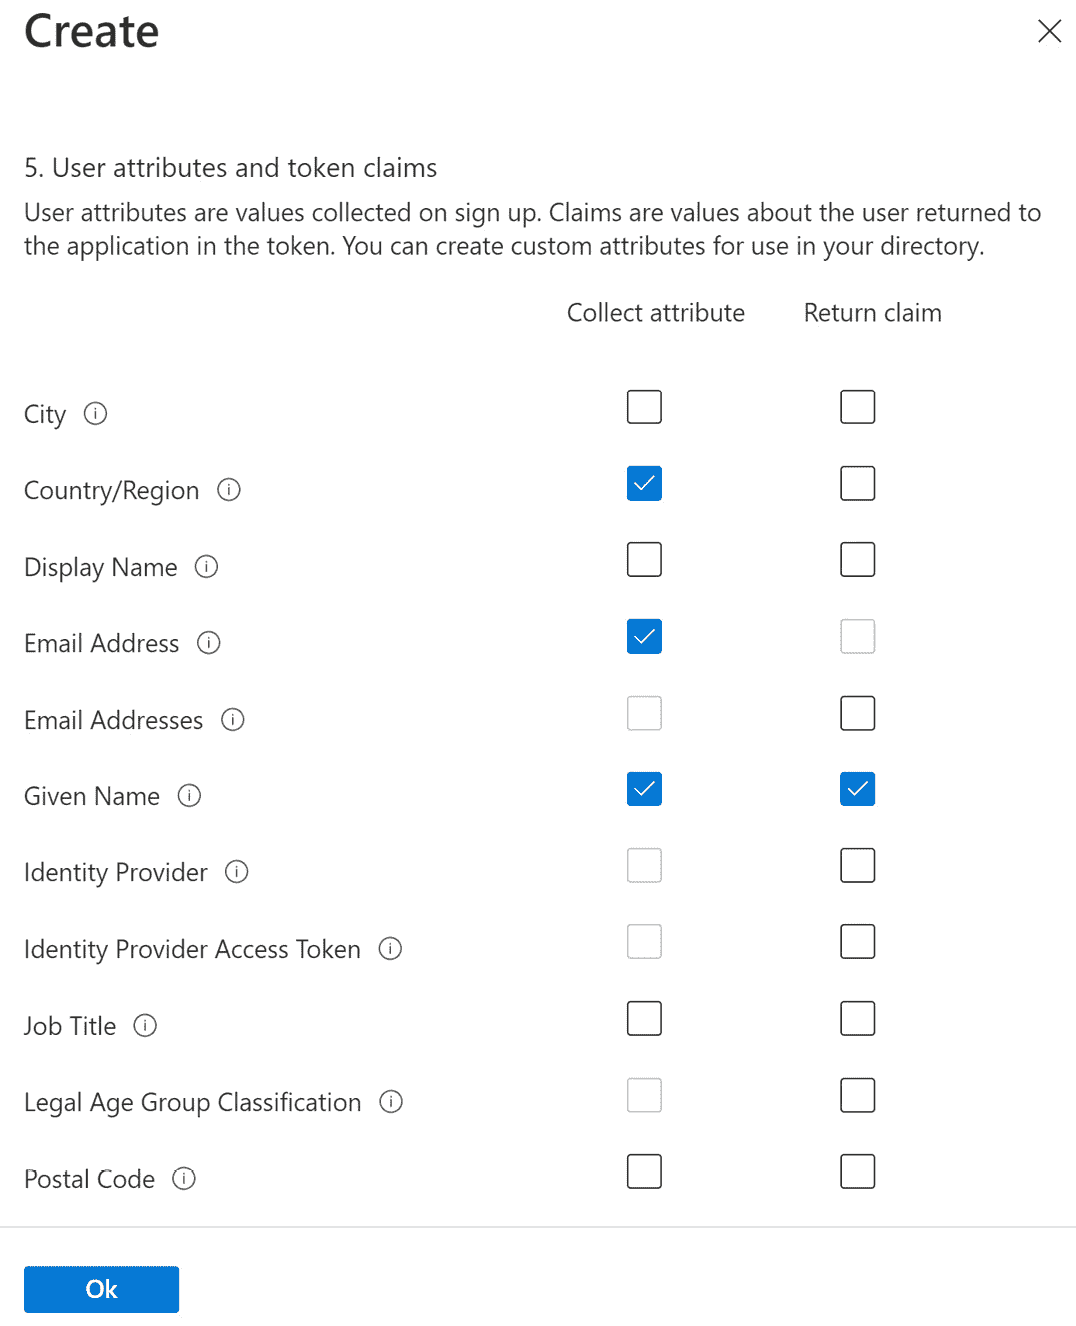 Create
5. User attributes and token claims
User attributes are values collected on sign up. Claims are values about the user returned to
the application in the token. You can create custom attributes for use in your directory.
Collect attribute Return claim
City
Country/Region
Display Name
Email Address
Email Addresses
Given Name
Identity Provider
Identity Provider Access Token
Job Title
Legal Age Group Classification
Postal Code
Ok